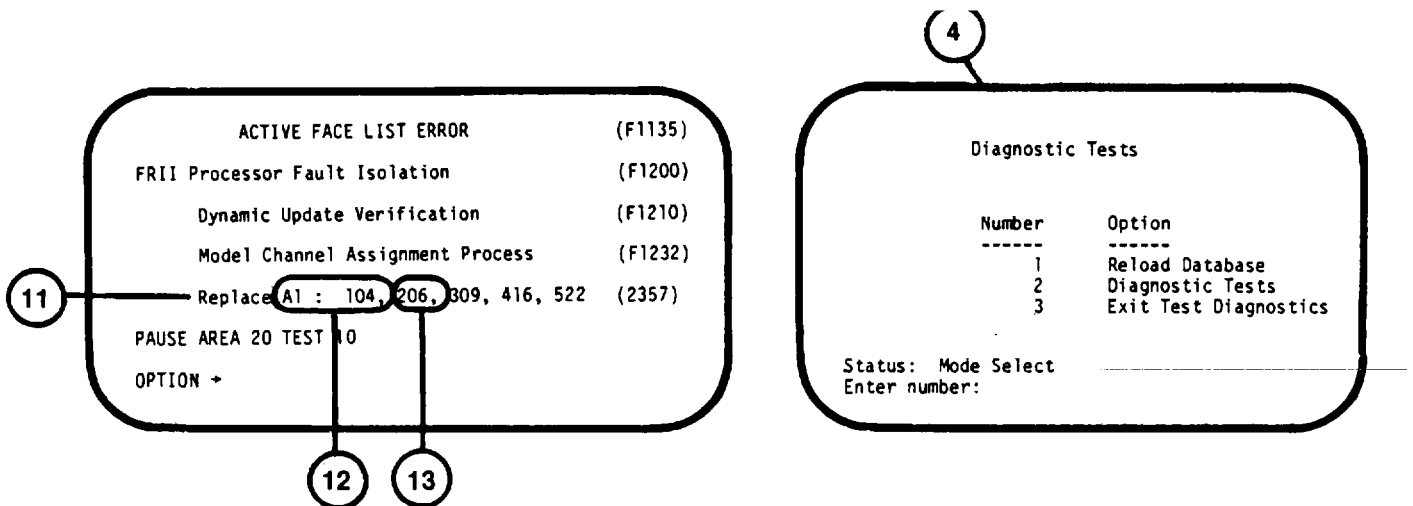 4
ACTIVE FACE LIST ERROR (F1135)
FRII Processor Fault Isolation (F1200)
Dynamic Update Verification (F1210)
Model Channel Assignment Process (F1232)
11
Replace A1 : 104, 206, 309, 416, 522 (2357)
PAUSE AREA 20 TEST 10
OPTION →
12 13
Diagnostic Tests
Number Option
------ ------
1 Reload Database
2 Diagnostic Tests
3 Exit Test Diagnostics
Status: Mode Select
Enter number: